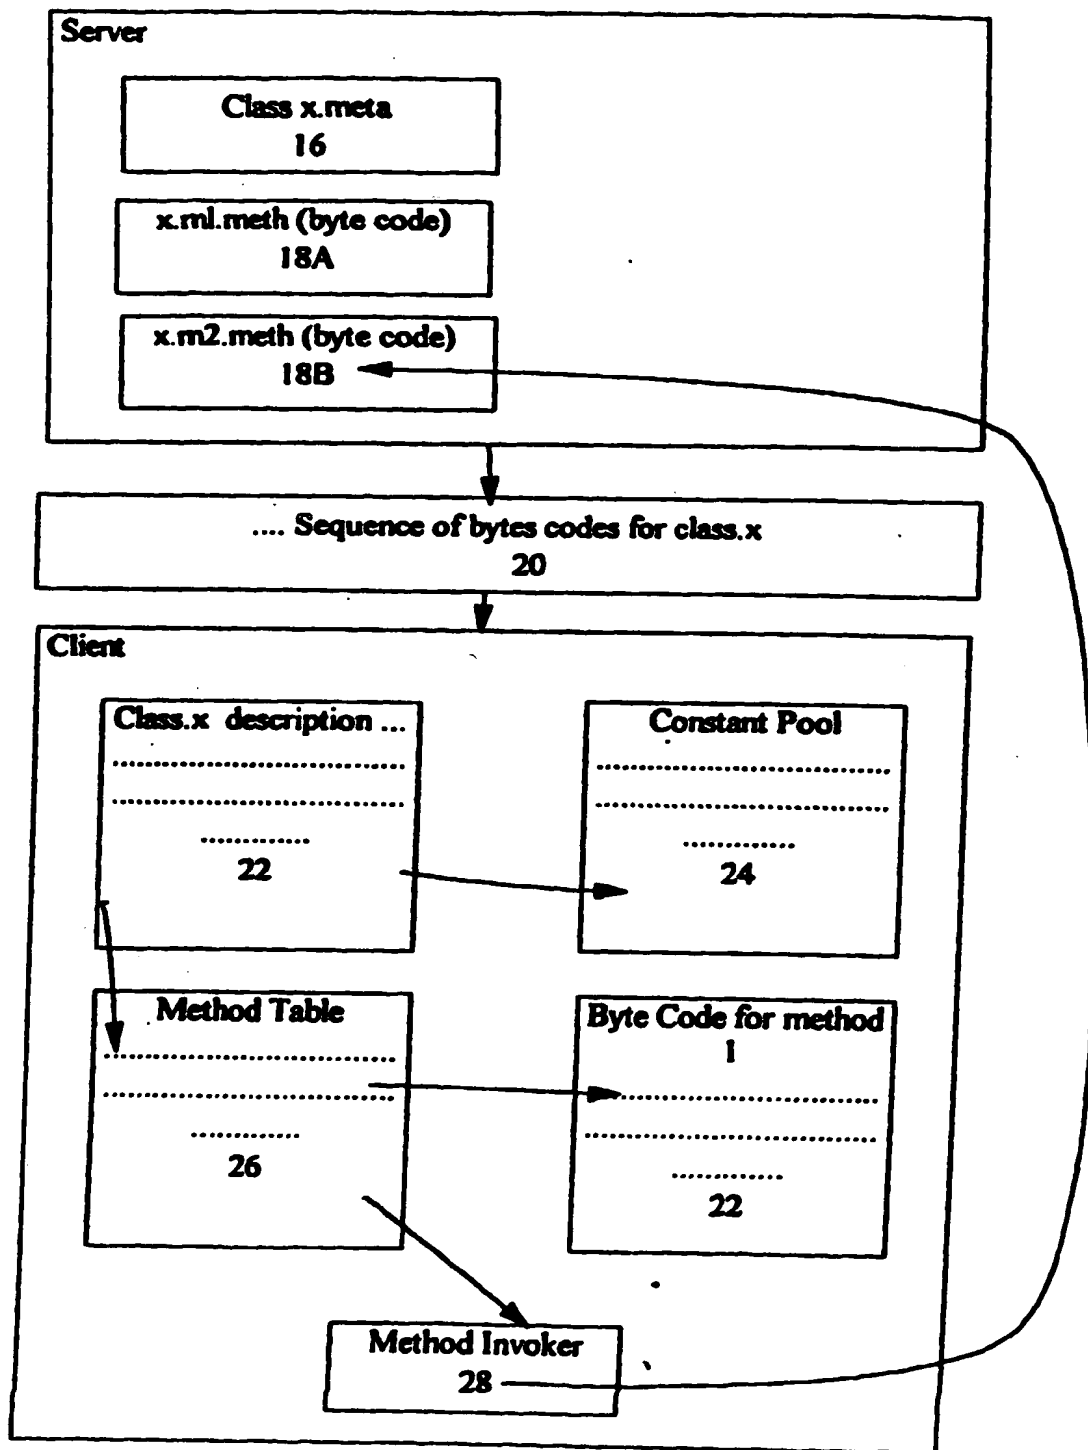 Server
Class x.meta
16
x.ml.meth (byte code)
18A
x.m2.meth (byte code)
18B
.... Sequence of bytes codes for class.x
20
Client
Class.x description ...
22
Constant Pool
24
Method Table
26
Byte Code for method
1
22
Method Invoker
28